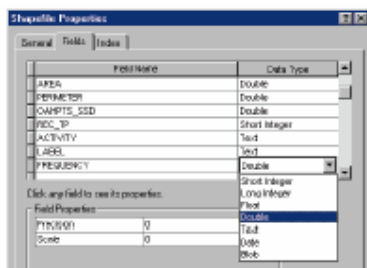 Shapefile Properties
General Fields Index
Field Name Data Type
AREA Double
PERIMETER Double
OAHPTS_SSD Double
REC_TP Short Integer
ACTIVITY Text
LABEL Text
FREQUENCY Double
Short Integer
Long Integer
Float
Double
Text
Date
Blob
Click any field to see its properties.
Field Properties
Precision 0
Scale 0